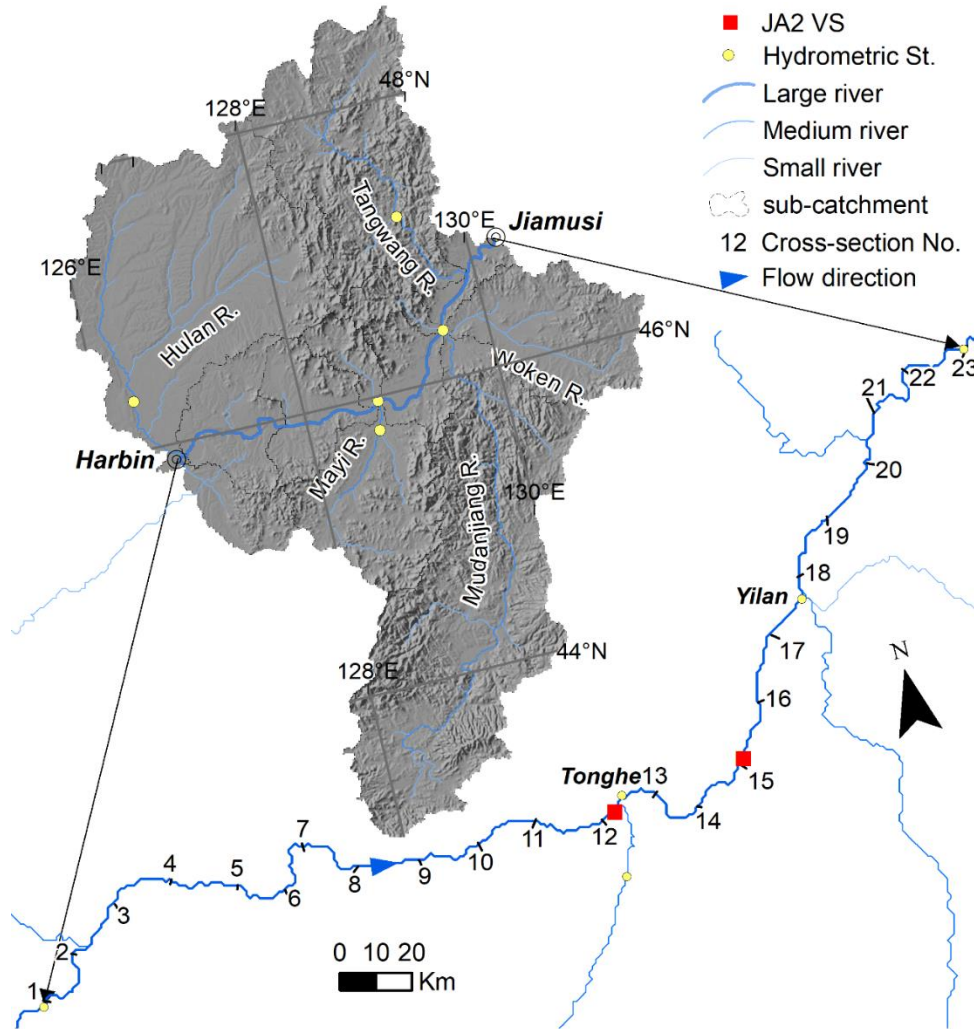 JA2 VS
Hydrometric St.
Large river
Medium river
Small river
sub-catchment
12 Cross-section No.
Flow direction
48°N
128°E
126°E
Tangwang R.
130°E
Jiamusi
Hulan R.
46°N
Woken R.
Harbin
Mayi R.
Mudanjiang R.
130°E
44°N
128°E
23
22
21
20
19
18
Yilan
17
16
15
N
Tonghe
13
14
12
11
10
9
8
7
6
5
4
3
2
1
0 10 20
Km